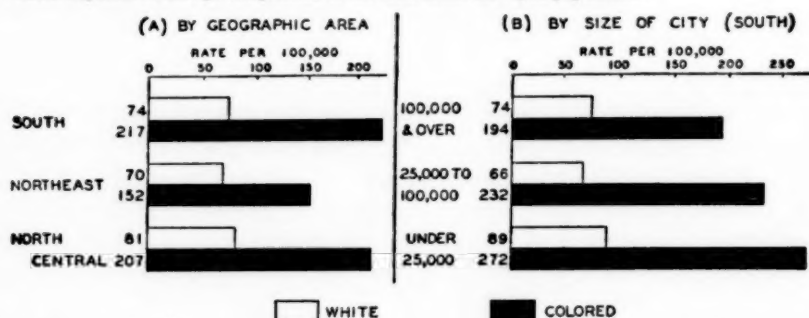 (A) BY GEOGRAPHIC AREA
RATE PER 100,000
0 50 100 150 200
SOUTH
74
217
NORTHEAST
70
152
NORTH
CENTRAL
81
207
(B) BY SIZE OF CITY (SOUTH)
RATE PER 100,000
0 50 100 150 200 250
100,000
& OVER
74
194
25,000 TO
100,000
66
232
UNDER
25,000
89
272
WHITE
COLORED